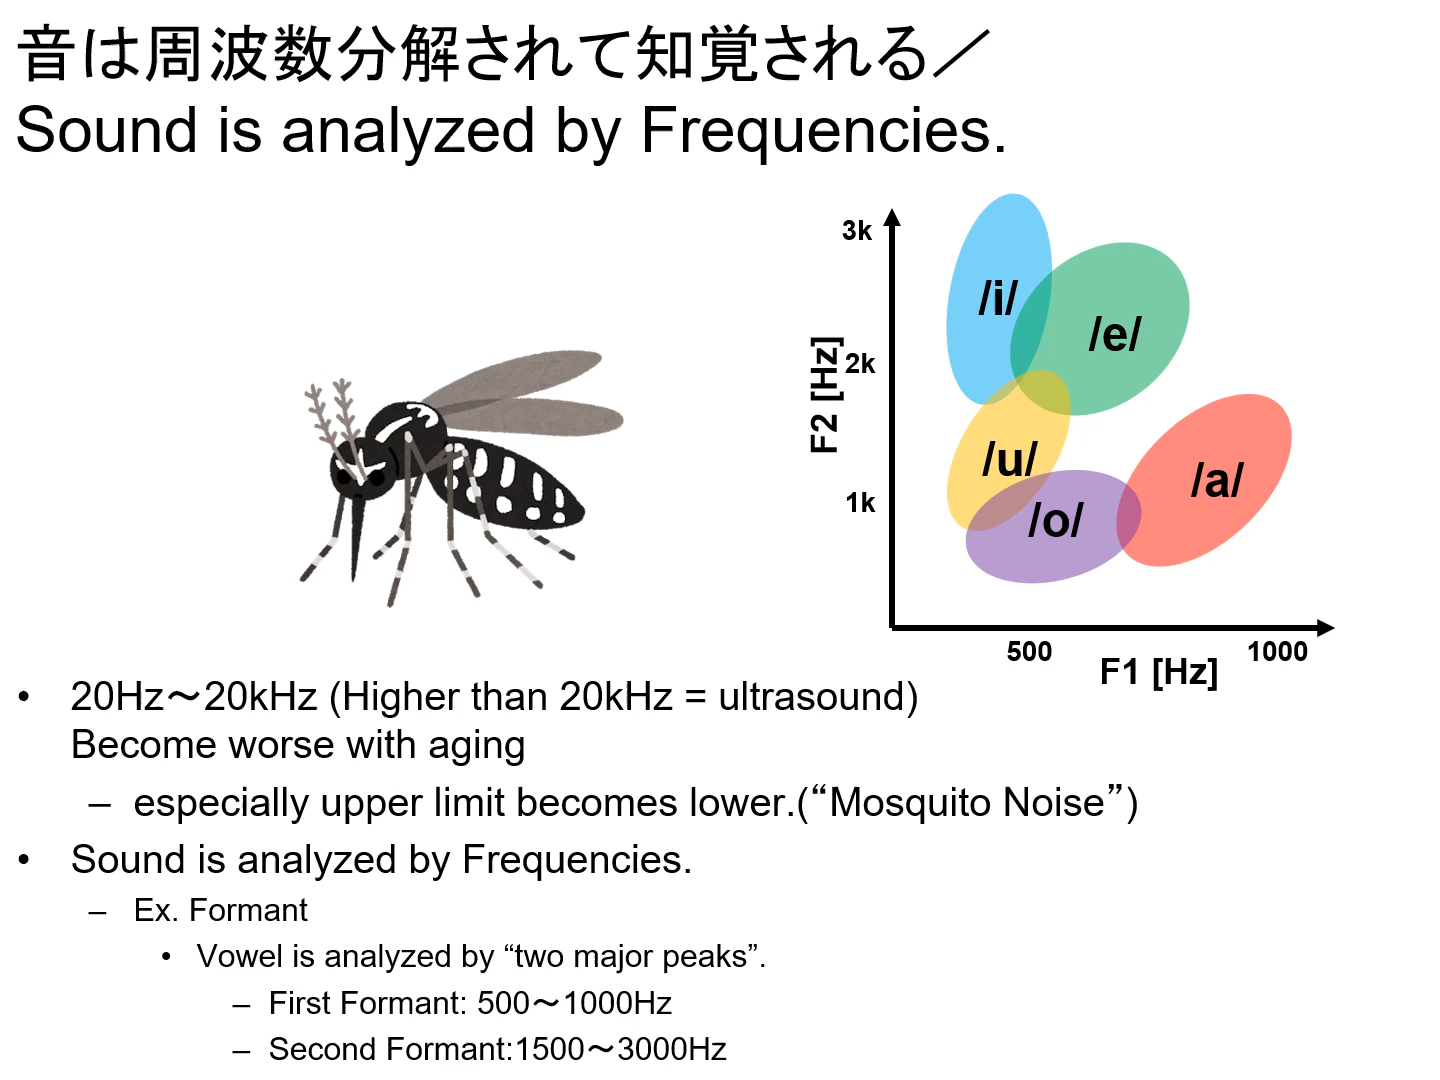 音は周波数分解されて知覚される／
Sound is analyzed by Frequencies.
3k
2k
1k
F2 [Hz]
/i/
/e/
/u/
/o/
/a/
500
1000
F1 [Hz]
• 20Hz～20kHz (Higher than 20kHz = ultrasound)
Become worse with aging
– especially upper limit becomes lower.(“Mosquito Noise”)
• Sound is analyzed by Frequencies.
– Ex. Formant
• Vowel is analyzed by “two major peaks”.
– First Formant: 500～1000Hz
– Second Formant:1500～3000Hz